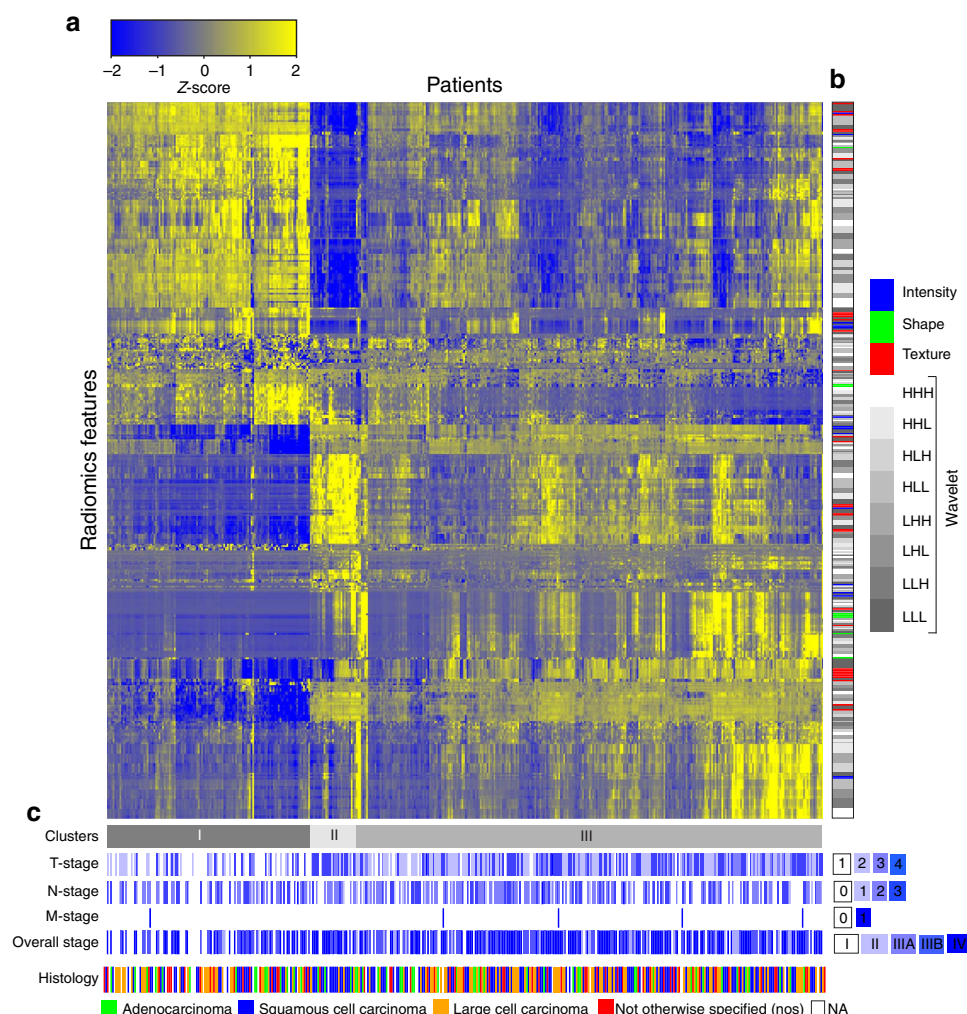 a
−2 −1 0 1 2
Z-score
Patients
b
Radiomics features
Intensity
Shape
Texture
HHH
HHL
HLH
HLL
LHH
LHL
LLH
LLL
Wavelet
c
Clusters I II III
T-stage 1 2 3 4
N-stage 0 1 2 3
M-stage 0 1
Overall stage I II IIIA IIIB IV
Histology
Adenocarcinoma Squamous cell carcinoma Large cell carcinoma Not otherwise specified (nos) NA